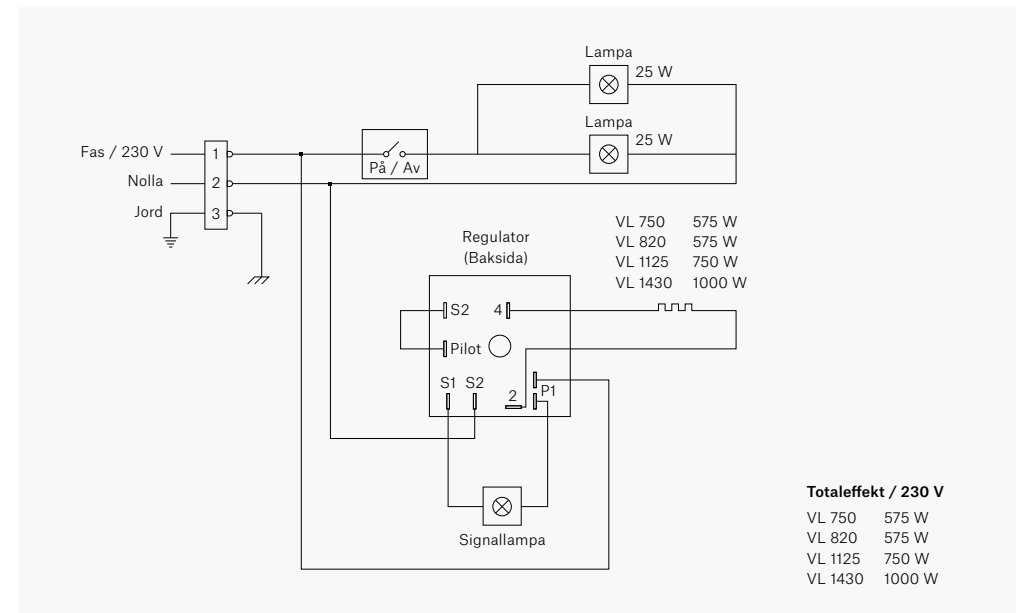 Lampa
25 W
Lampa
25 W
Fas / 230 V
1
På / Av
Nolla
2
Jord
3
VL 750 575 W
VL 820 575 W
VL 1125 750 W
VL 1430 1000 W
Regulator
(Baksida)
S2 4
Pilot
S1 S2
2 P1
Signallampa
Totaleffekt / 230 V
VL 750 575 W
VL 820 575 W
VL 1125 750 W
VL 1430 1000 W